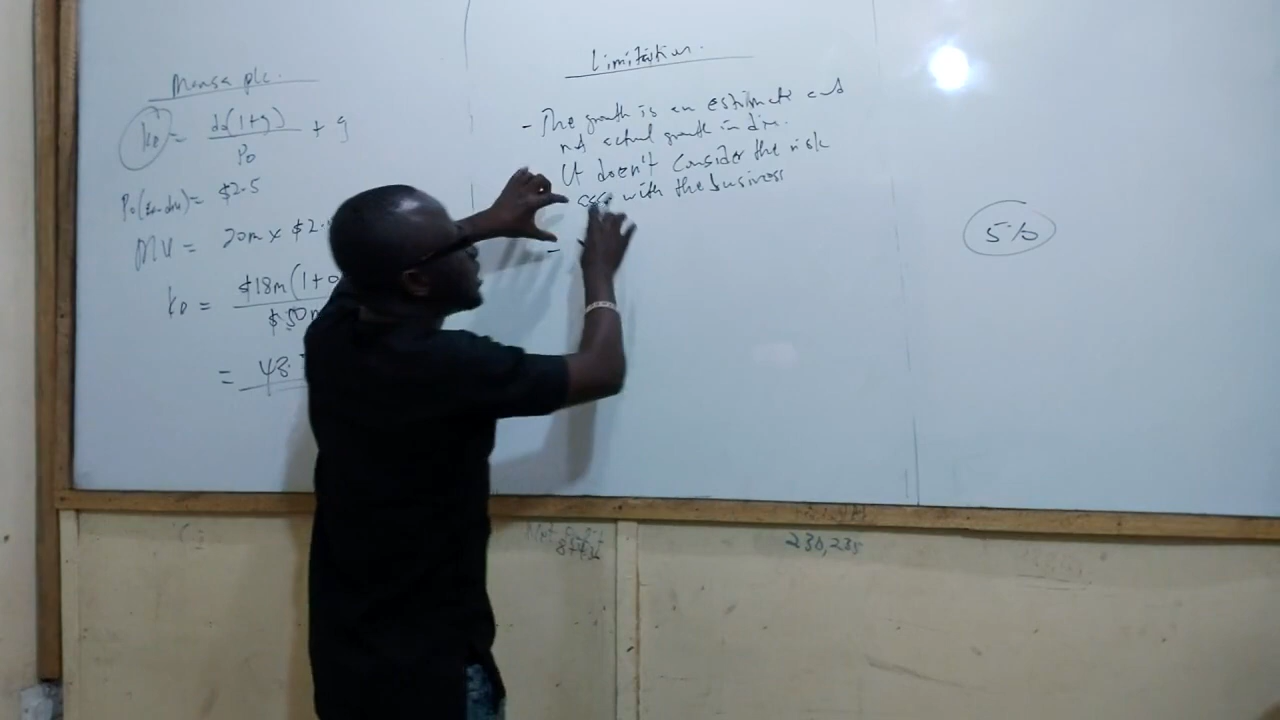 Mansa plc.
ke = do(1+g) / Po + g
Po(Ex-div) = $2.5
MV = 20m x $2.
$18m(1+0
$50m
= 48.
Limitation.
- The growth is an estimate and
not actual growth in div.
It doesn't consider the risk
with the business
-
5%
Net Profit
230,235